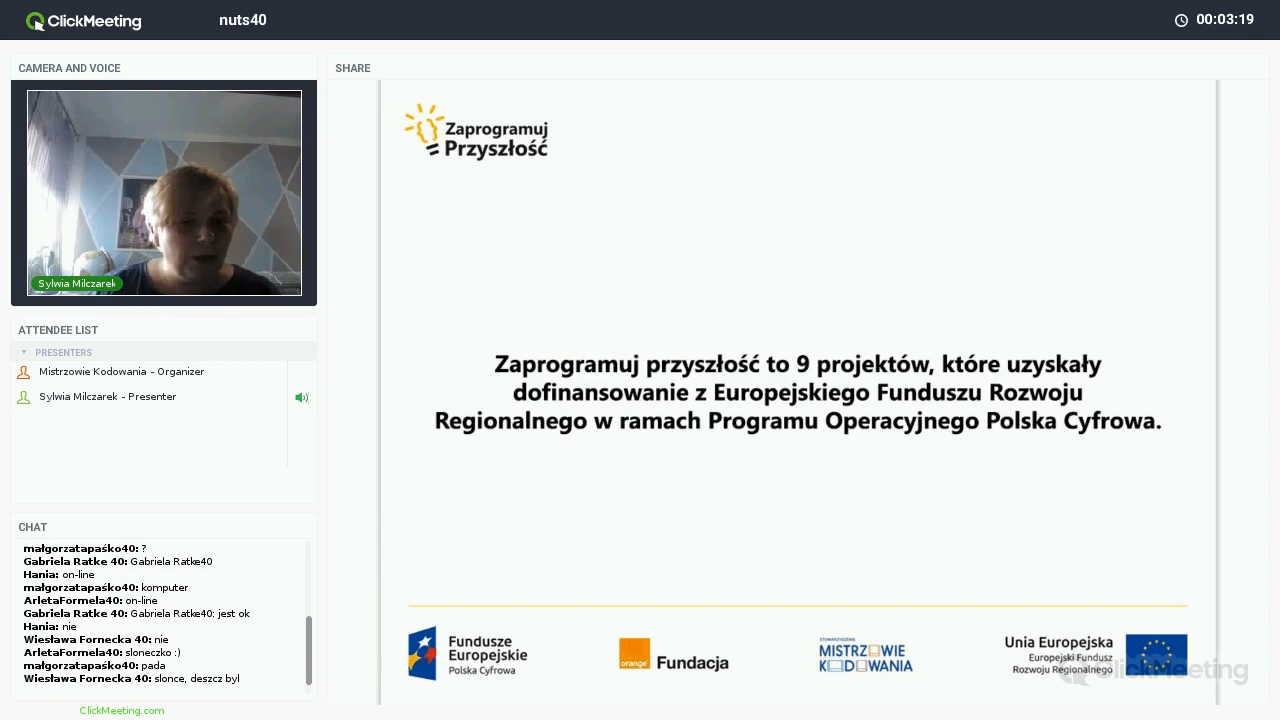 ClickMeeting
nuts40
00:03:19
CAMERA AND VOICE
Sylwia Milczarek
ATTENDEE LIST
PRESENTERS
Mistrzowie Kodowania - Organizer
Sylwia Milczarek - Presenter
CHAT
małgorzatapaśko40: ?
Gabriela Ratke 40: Gabriela Ratke40
Hania: on-line
małgorzatapaśko40: komputer
ArletaFormela40: on-line
Gabriela Ratke 40: Gabriela Ratke40: jest ok
Hania: nie
Wiesława Fornecka 40: nie
ArletaFormela40: sloneczko :)
małgorzatapaśko40: pada
Wiesława Fornecka 40: slonce, deszcz byl
ClickMeeting.com
SHARE
Zaprogramuj
Przyszłość
Zaprogramuj przyszłość to 9 projektów, które uzyskały
dofinansowanie z Europejskiego Funduszu Rozwoju
Regionalnego w ramach Programu Operacyjnego Polska Cyfrowa.
Fundusze
Europejskie
Polska Cyfrowa
orange
Fundacja
STOWARZYSZENIE
MISTRZOWIE
KODOWANIA
Unia Europejska
Europejski Fundusz
Rozwoju Regionalnego
ClickMeeting